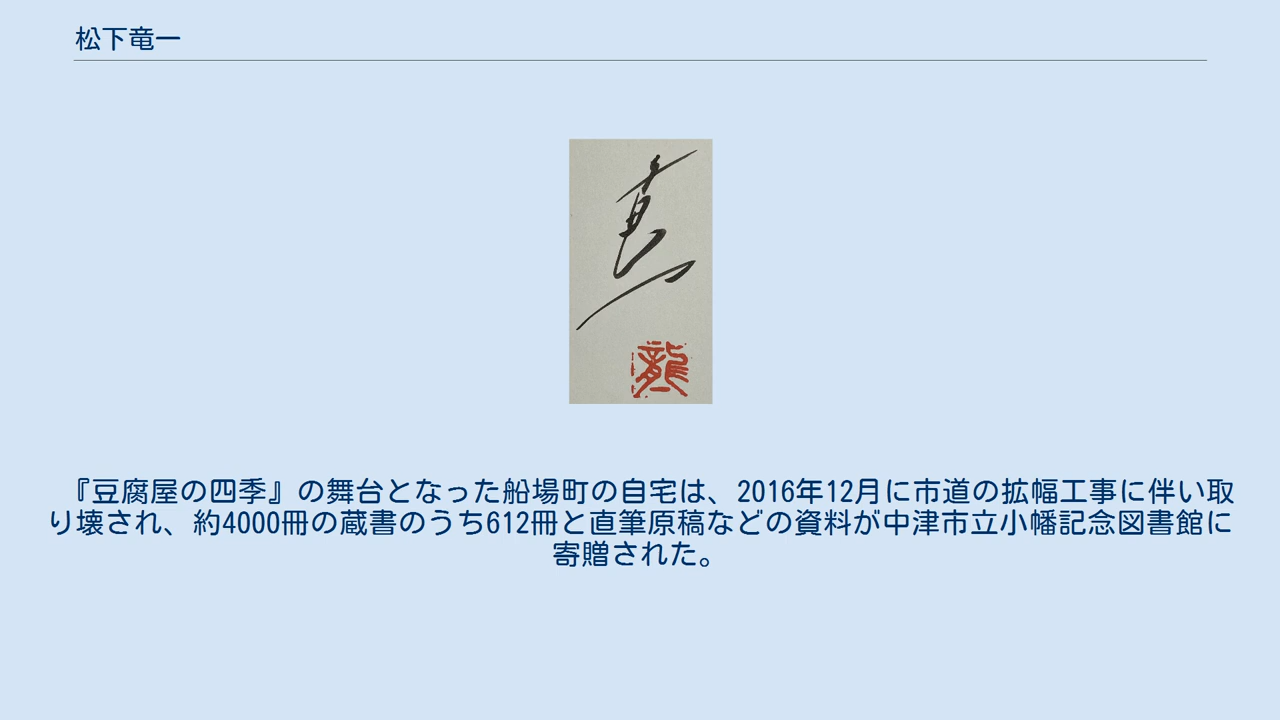 松下竜一
龍
『豆腐屋の四季』の舞台となった船場町の自宅は、2016年12月に市道の拡幅工事に伴い取
り壊され、約4000冊の蔵書のうち612冊と直筆原稿などの資料が中津市立小幡記念図書館に
寄贈された。